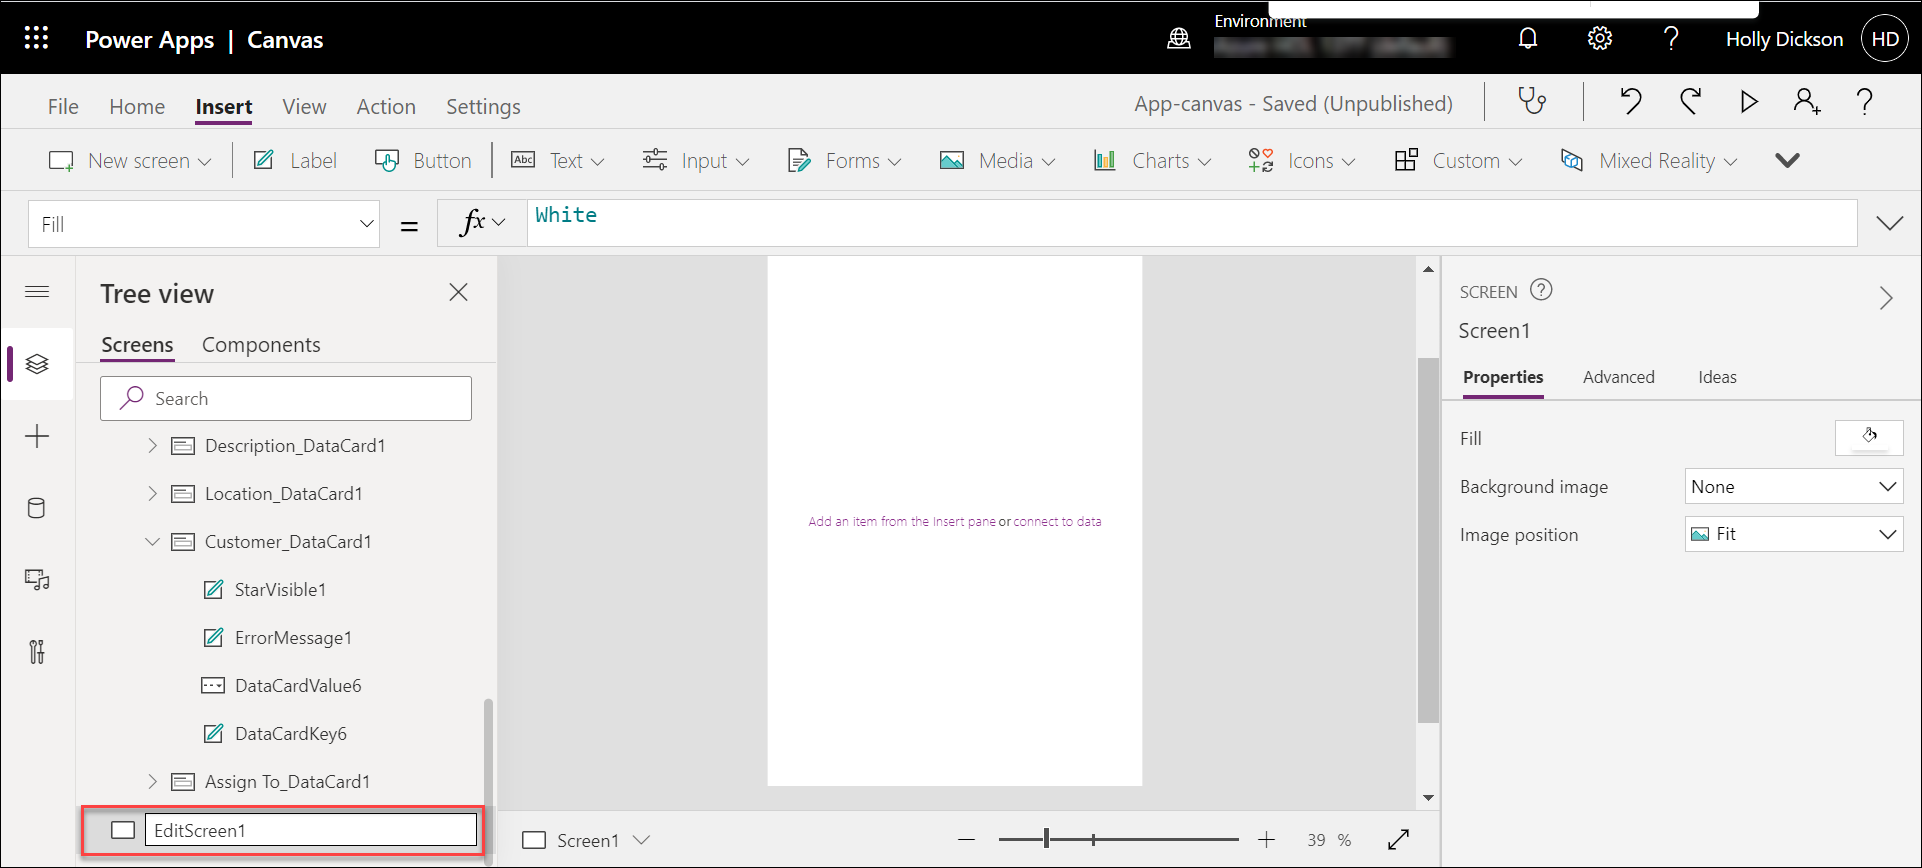 Power Apps | Canvas
Environment
Holly Dickson
HD
File
Home
Insert
View
Action
Settings
App-canvas - Saved (Unpublished)
?
New screen
Label
Button
Abc
Text
Input
Forms
Media
Charts
Icons
Custom
Mixed Reality
Fill
=
fx
White
Tree view
Screens
Components
Search
Description_DataCard1
Location_DataCard1
Customer_DataCard1
StarVisible1
ErrorMessage1
DataCardValue6
DataCardKey6
Assign To_DataCard1
EditScreen1
Add an item from the Insert pane or connect to data
Screen1
39 %
SCREEN
Screen1
Properties
Advanced
Ideas
Fill
Background image
None
Image position
Fit